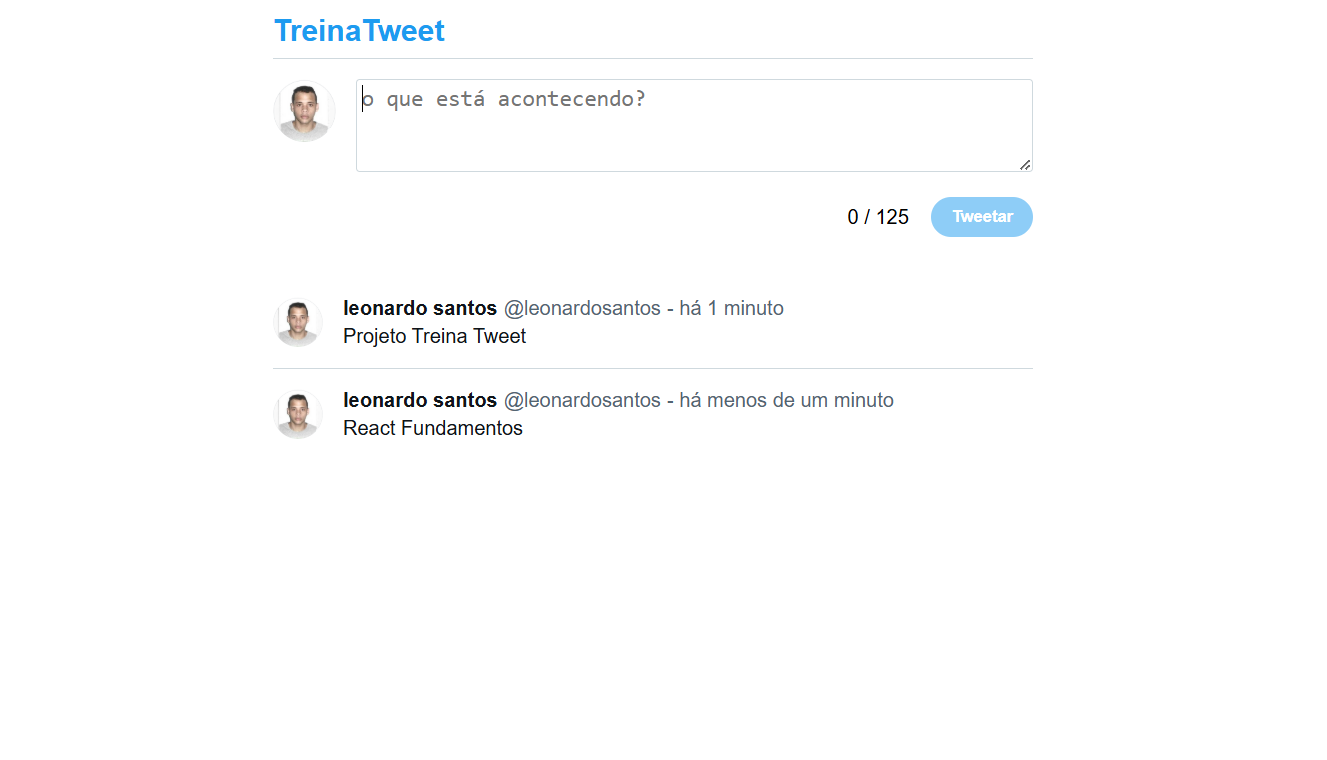 TreinaTweet
o que está acontecendo?
0 / 125 Tweetar
leonardo santos @leonardosantos - há 1 minuto
Projeto Treina Tweet
leonardo santos @leonardosantos - há menos de um minuto
React Fundamentos